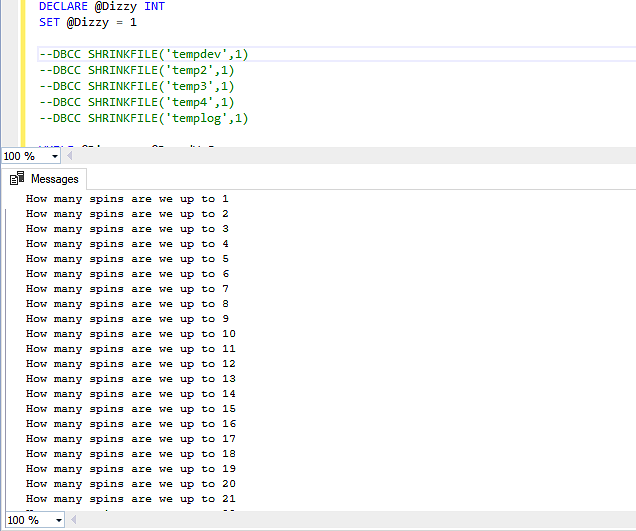 DECLARE @Dizzy INT
SET @Dizzy = 1
--DBCC SHRINKFILE('tempdev',1)
--DBCC SHRINKFILE('temp2',1)
--DBCC SHRINKFILE('temp3',1)
--DBCC SHRINKFILE('temp4',1)
--DBCC SHRINKFILE('templog',1)
100 %
Messages
How many spins are we up to 1
How many spins are we up to 2
How many spins are we up to 3
How many spins are we up to 4
How many spins are we up to 5
How many spins are we up to 6
How many spins are we up to 7
How many spins are we up to 8
How many spins are we up to 9
How many spins are we up to 10
How many spins are we up to 11
How many spins are we up to 12
How many spins are we up to 13
How many spins are we up to 14
How many spins are we up to 15
How many spins are we up to 16
How many spins are we up to 17
How many spins are we up to 18
How many spins are we up to 19
How many spins are we up to 20
How many spins are we up to 21
100 %